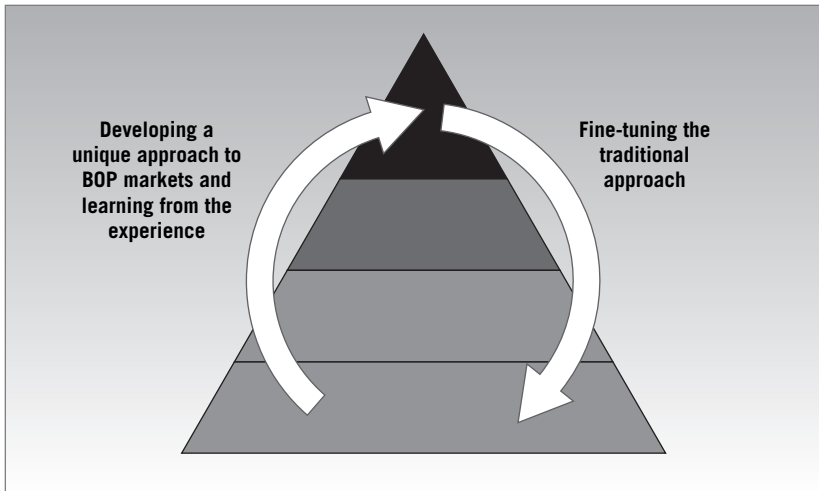 Developing a
unique approach to
BOP markets and
learning from the
experience
Fine-tuning the
traditional
approach